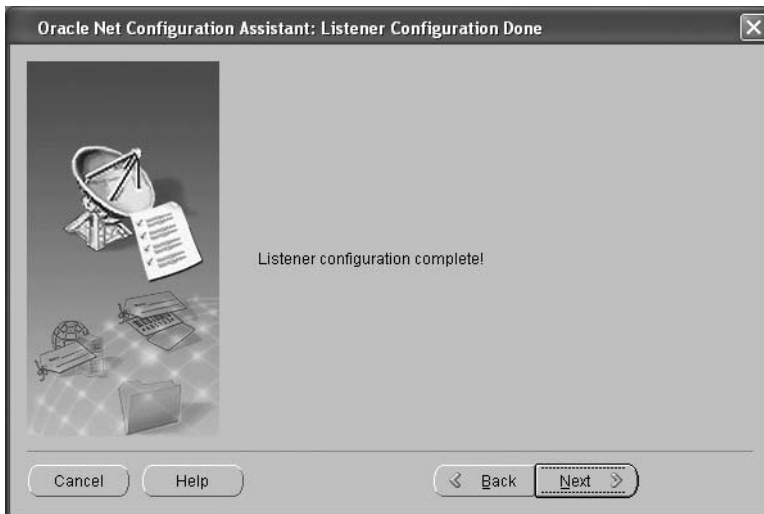 Oracle Net Configuration Assistant: Listener Configuration Done
Listener configuration complete!
Cancel
Help
Back
Next